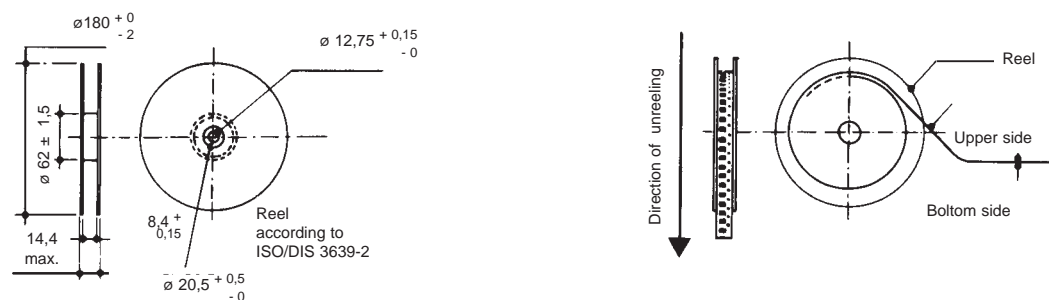 ø180 + 0
- 2
ø 12,75 + 0,15
- 0
ø 62 ± 1,5
8,4 +
0,15
Reel
according to
ISO/DIS 3639-2
14,4
max.
ø 20,5 + 0,5
- 0
Direction of unreeling
Reel
Upper side
Boltom side